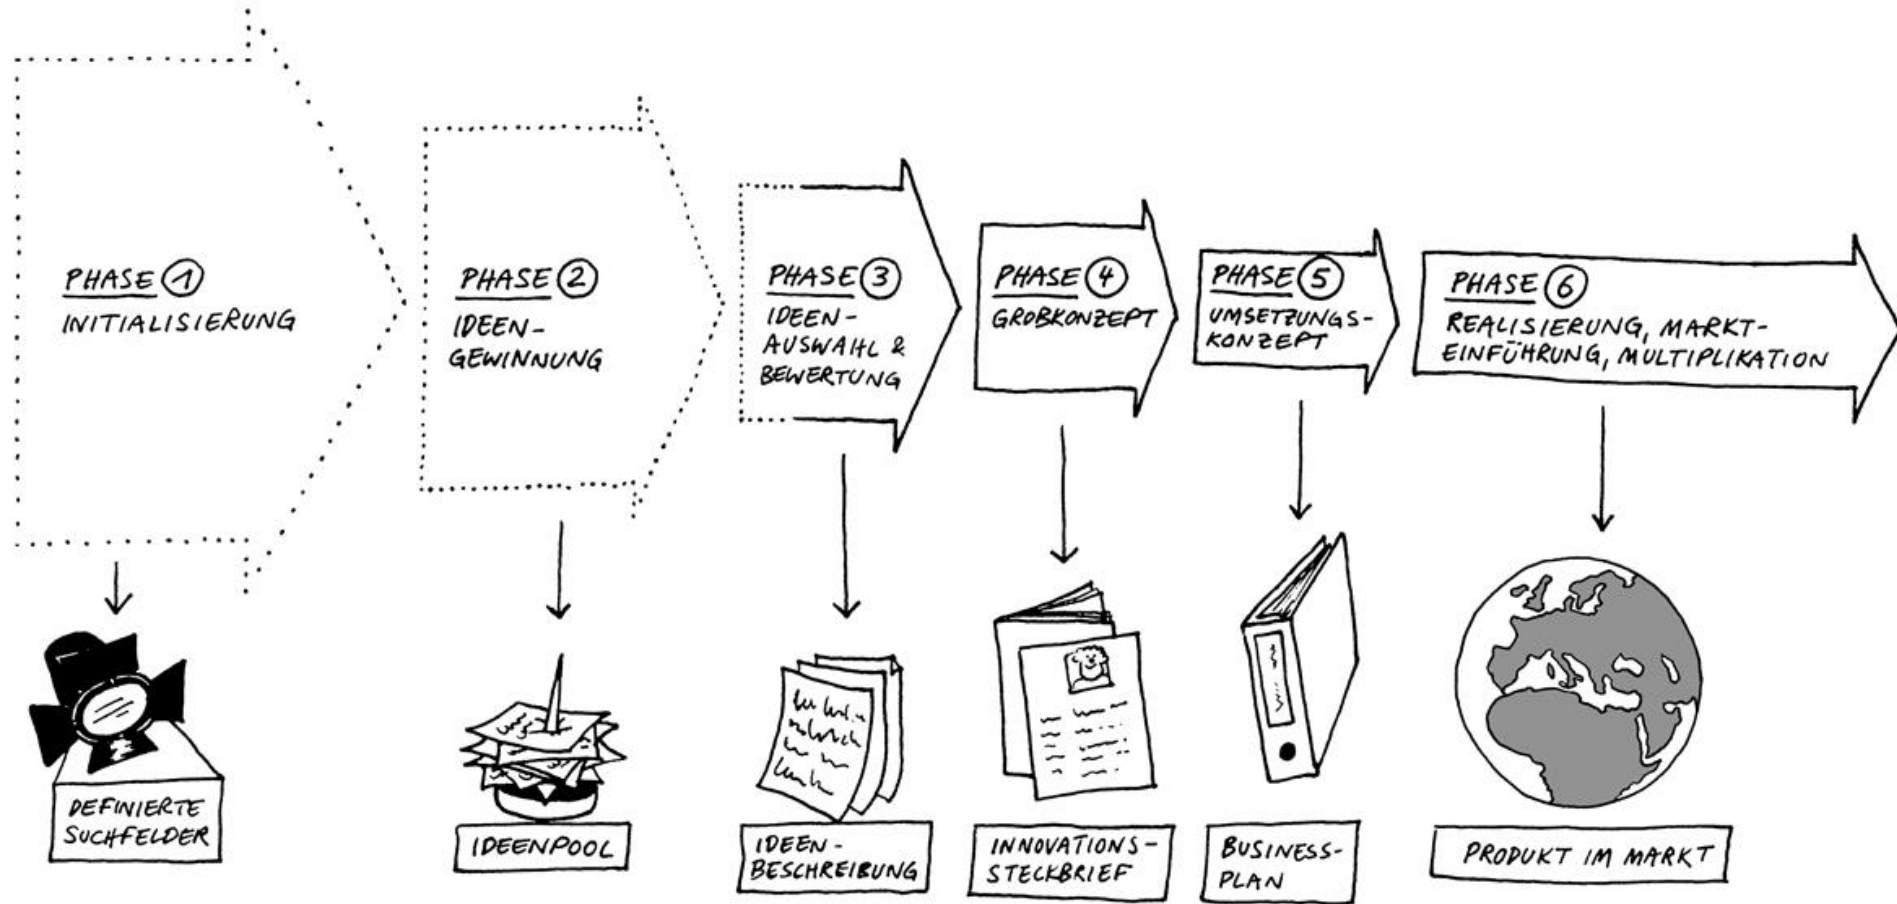 PHASE 1
INITIALISIERUNG
PHASE 2
IDEEN-
GEWINNUNG
PHASE 3
IDEEN-
AUSWAHL &
BEWERTUNG
PHASE 4
GROBKONZEPT
PHASE 5
UMSETZUNGS-
KONZEPT
PHASE 6
REALISIERUNG, MARKT-
EINFÜHRUNG, MULTIPLIKATION
DEFINIERTE
SUCHFELDER
IDEENPOOL
IDEEN-
BESCHREIBUNG
INNOVATIONS-
STECKBRIEF
BUSINESS-
PLAN
PRODUKT IM MARKT